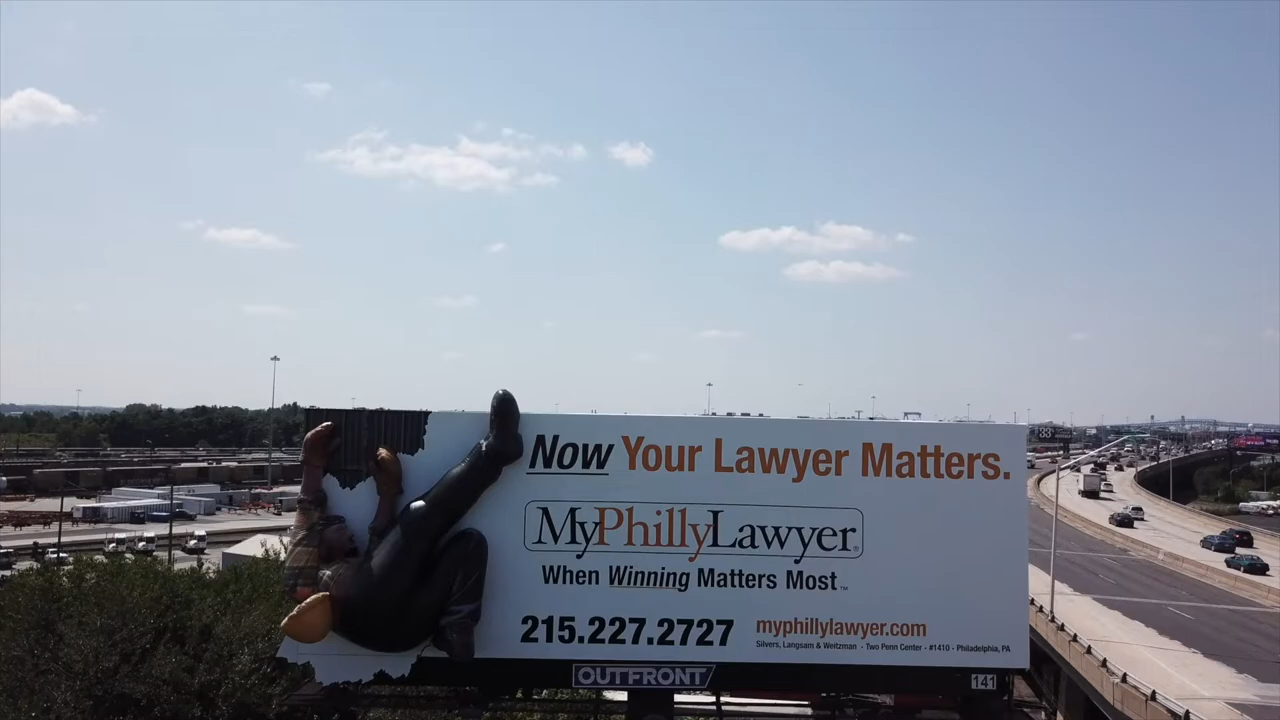 Now Your Lawyer Matters.
MyPhillyLawyer®
When Winning Matters Most™
215.227.2727
myphillylawyer.com
Silvers, Langsam & Weitzman - Two Penn Center - #1410 - Philadelphia, PA
OUTFRONT
141